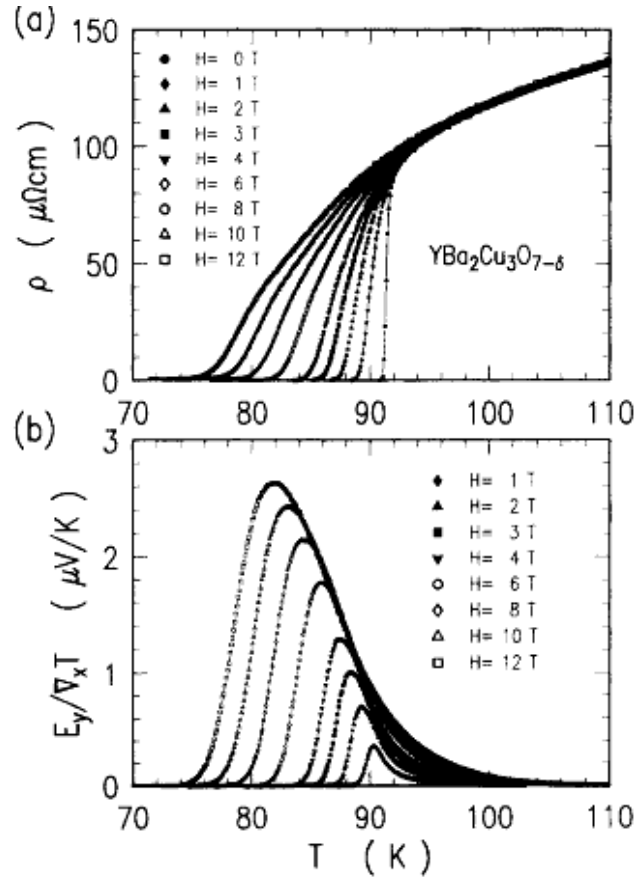 (a)
150
100
50
0
ρ ( μΩcm )
● H= 0 T
♦ H= 1 T
▲ H= 2 T
■ H= 3 T
▼ H= 4 T
◇ H= 6 T
○ H= 8 T
△ H= 10 T
□ H= 12 T
YBa₂Cu₃O₇₋δ
70 80 90 100 110
(b)
3
2
1
0
E_y/∇_xT ( μV/K )
♦ H= 1 T
▲ H= 2 T
■ H= 3 T
▼ H= 4 T
○ H= 6 T
◇ H= 8 T
△ H= 10 T
□ H= 12 T
70 80 90 100 110
T ( K )